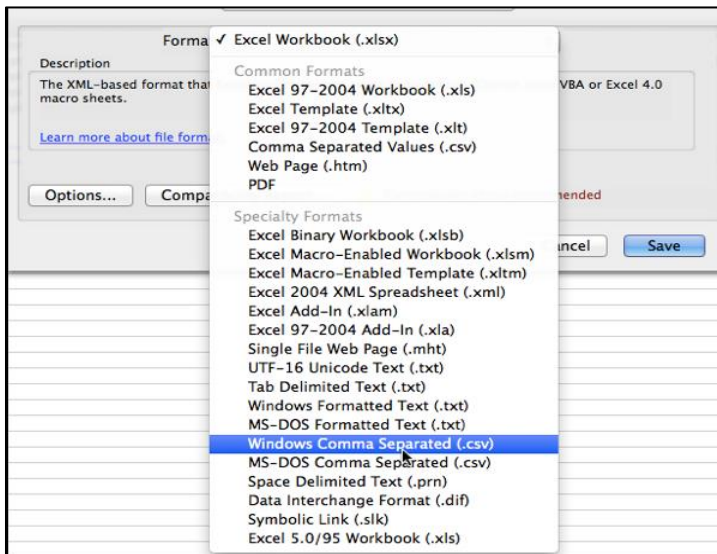 Forma ✓ Excel Workbook (.xlsx)
Description
The XML-based format that
VBA or Excel 4.0
macro sheets.
Learn more about file form
Options...
Compa
nended
ncel
Save
Common Formats
Excel 97-2004 Workbook (.xls)
Excel Template (.xltx)
Excel 97-2004 Template (.xlt)
Comma Separated Values (.csv)
Web Page (.htm)
PDF
Specialty Formats
Excel Binary Workbook (.xlsb)
Excel Macro-Enabled Workbook (.xlsm)
Excel Macro-Enabled Template (.xltm)
Excel 2004 XML Spreadsheet (.xml)
Excel Add-In (.xlam)
Excel 97-2004 Add-In (.xla)
Single File Web Page (.mht)
UTF-16 Unicode Text (.txt)
Tab Delimited Text (.txt)
Windows Formatted Text (.txt)
MS-DOS Formatted Text (.txt)
Windows Comma Separated (.csv)
MS-DOS Comma Separated (.csv)
Space Delimited Text (.prn)
Data Interchange Format (.dif)
Symbolic Link (.slk)
Excel 5.0/95 Workbook (.xls)